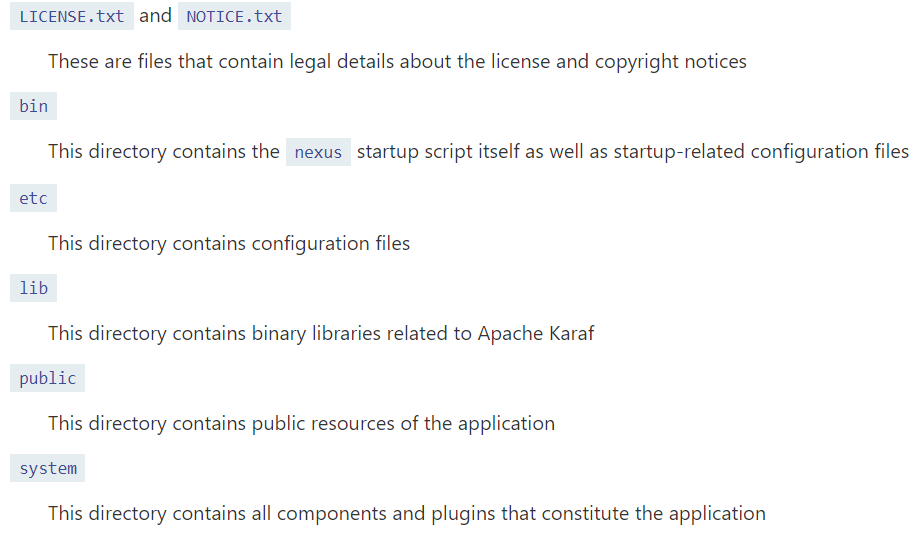 LICENSE.txt and NOTICE.txt
These are files that contain legal details about the license and copyright notices
bin
This directory contains the nexus startup script itself as well as startup-related configuration files
etc
This directory contains configuration files
lib
This directory contains binary libraries related to Apache Karaf
public
This directory contains public resources of the application
system
This directory contains all components and plugins that constitute the application